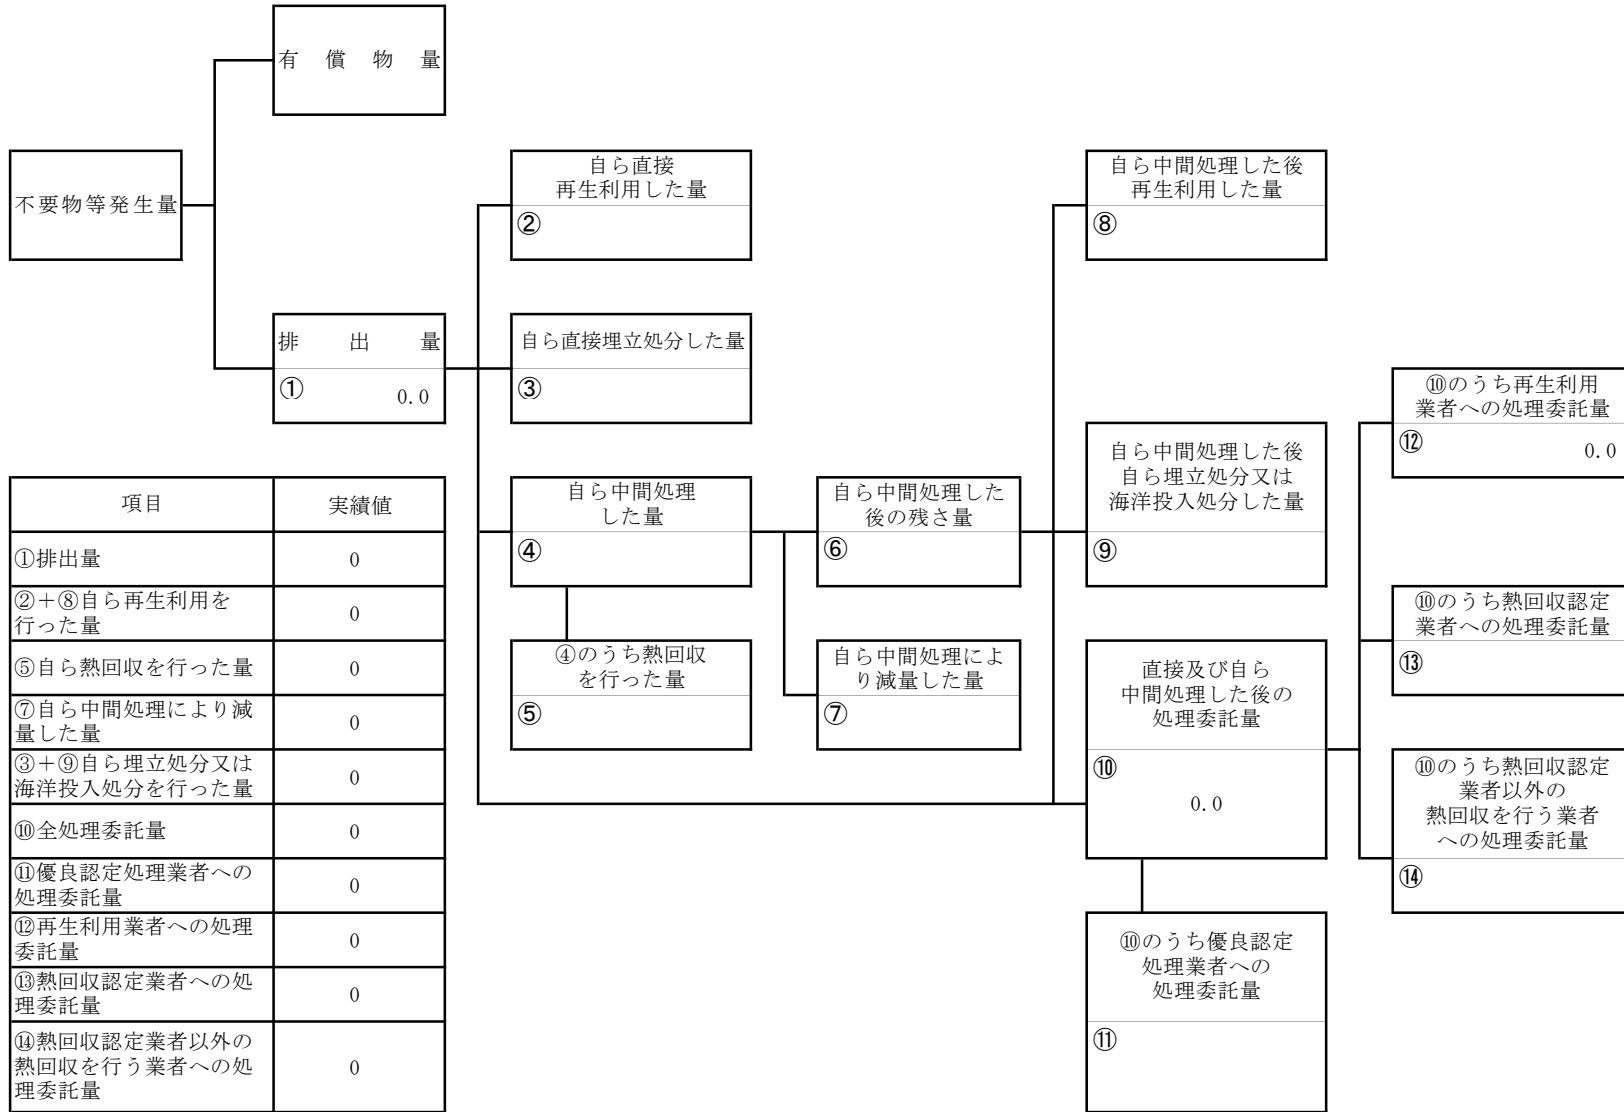 有償物量
不要物等発生量
排出量
①
0.0
自ら直接
再生利用した量
②
自ら直接埋立処分した量
③
自ら中間処理
した量
④
④のうち熱回収
を行った量
⑤
自ら中間処理した
後の残さ量
⑥
自ら中間処理によ
り減量した量
⑦
自ら中間処理した後
再生利用した量
⑧
自ら中間処理した後
自ら埋立処分又は
海洋投入処分した量
⑨
直接及び自ら
中間処理した後の
処理委託量
⑩
0.0
⑩のうち優良認定
処理業者への
処理委託量
⑪
⑩のうち再生利用
業者への処理委託量
⑫
0.0
⑩のうち熱回収認定
業者への処理委託量
⑬
⑩のうち熱回収認定
業者以外の
熱回収を行う業者
への処理委託量
⑭
項目 実績値
①排出量 0
②+⑧自ら再生利用を
行った量 0
⑤自ら熱回収を行った量 0
⑦自ら中間処理により減
量した量 0
③+⑨自ら埋立処分又は
海洋投入処分を行った量 0
⑩全処理委託量 0
⑪優良認定処理業者への
処理委託量 0
⑫再生利用業者への処理
委託量 0
⑬熱回収認定業者への処
理委託量 0
⑭熱回収認定業者以外の
熱回収を行う業者への処
理委託量 0